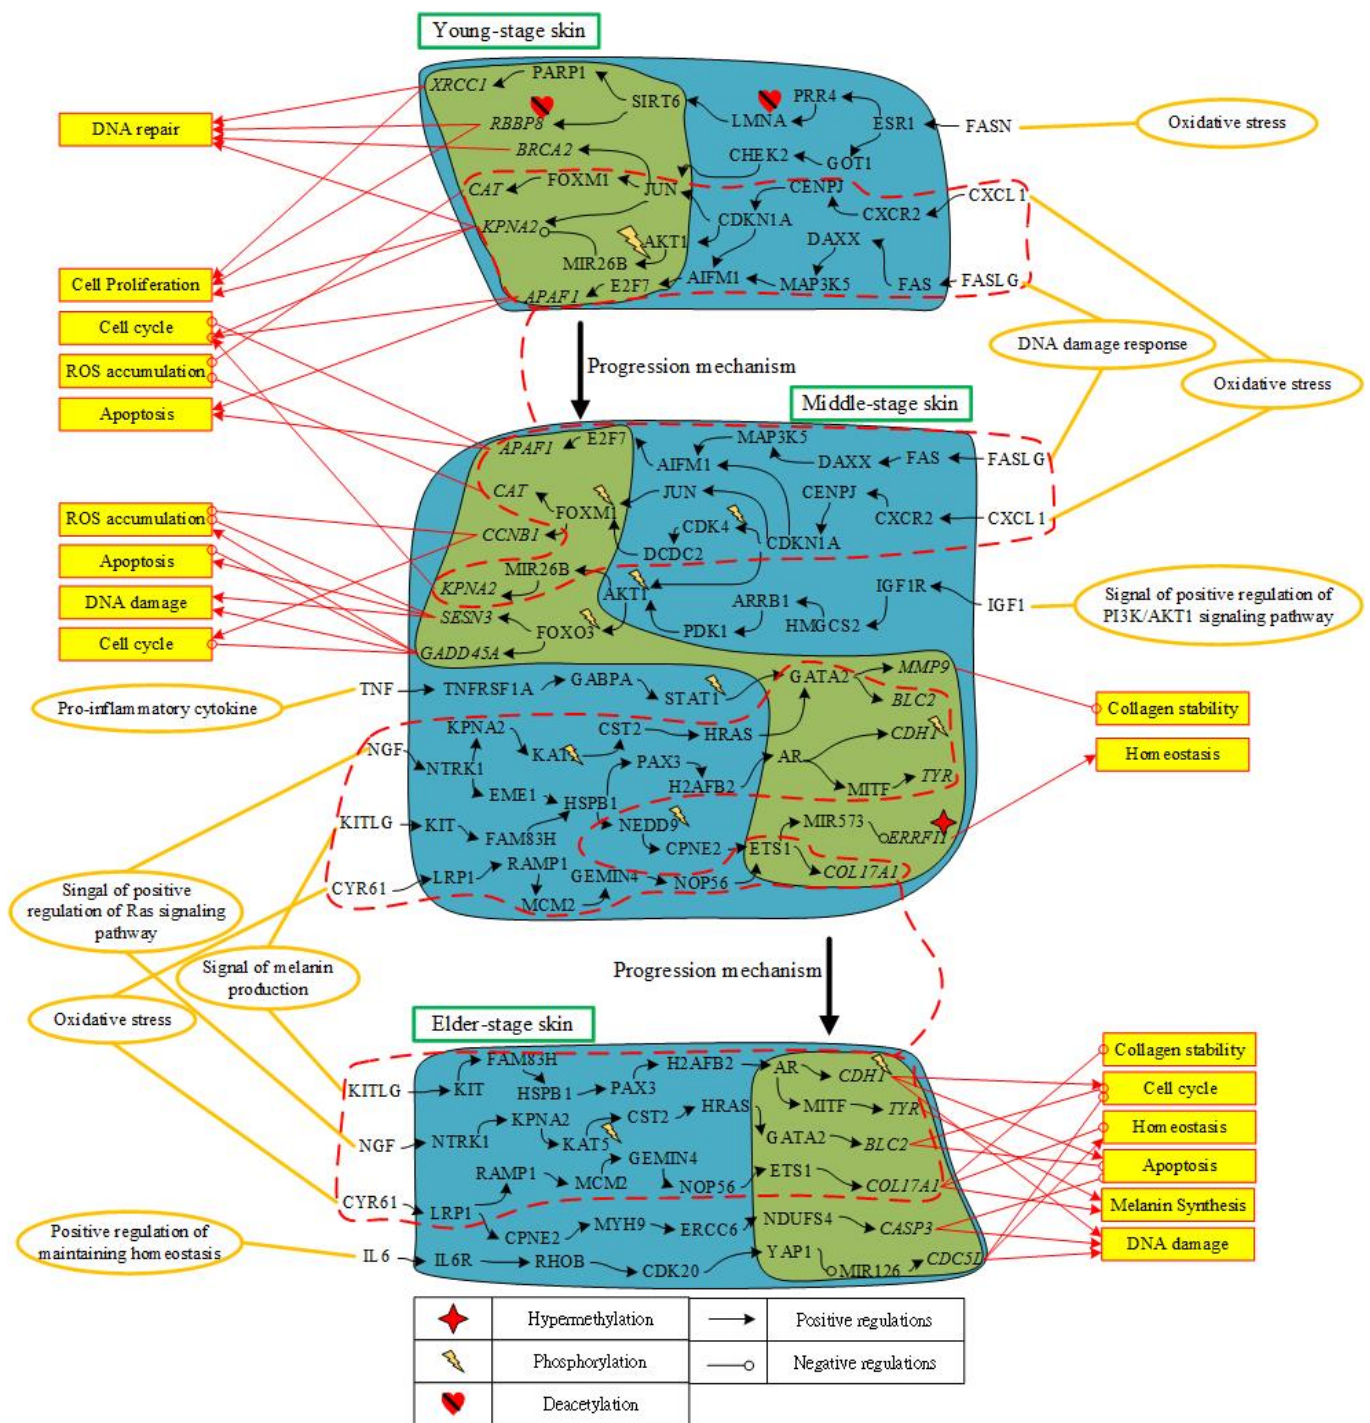 Young-stage skin
XRCC1
PARP1
SIRT6
LMNA
PRR4
ESR1
FASN
Oxidative stress
DNA repair
RBBP8
BRCA2
CHEK2
GOT1
CAT
FOXM1
JUN
CENPJ
CXCR2
CXCL1
CDKN1A
KPNA2
AKT1
DAXX
MIR26B
AIFM1
MAP3K5
FAS
FASLG
APAF1
E2F7
Cell Proliferation
Cell cycle
ROS accumulation
Apoptosis
DNA damage response
Oxidative stress
Progression mechanism
Middle-stage skin
APAF1
E2F7
MAP3K5
AIFM1
DAXX
FAS
FASLG
CAT
JUN
CENPJ
FOXM1
CDK4
CXCR2
CXCL1
CCNB1
DCDC2
CDKN1A
MIR26B
KPNA2
AKT1
ARRB1
IGF1R
IGF1
Signal of positive regulation of
PI3K/AKT1 signaling pathway
SESN3
FOXO3
PDK1
HMGCS2
GADD45A
ROS accumulation
Apoptosis
DNA damage
Cell cycle
TNF
TNFRSF1A
GABPA
STAT1
GATA2
MMP9
BLC2
Pro-inflammatory cytokine
Collagen stability
Homeostasis
NGF
KPNA2
KAT5
CST2
HRAS
CDH1
NTRK1
PAX3
AR
EME1
HSPB1
H2AFB2
MITF
TYR
KITLG
KIT
FAM83H
NEDD9
MIR573
ERRFI1
CPNE2
ETS1
CYR61
LRP1
RAMP1
GEMIN4
NOP56
COL17A1
MCM2
Singal of positive
regulation of Ras signaling
pathway
Signal of melanin
production
Oxidative stress
Progression mechanism
Elder-stage skin
KITLG
KIT
FAM83H
HSPB1
PAX3
H2AFB2
AR
CDH1
MITF
TYR
NGF
NTRK1
KPNA2
KAT5
CST2
HRAS
GATA2
BLC2
CYR61
LRP1
RAMP1
MCM2
GEMIN4
NOP56
ETS1
COL17A1
CPNE2
MYH9
ERCC6
NDUFS4
CASP3
Positive regulation of
maintaining homeostasis
IL6
IL6R
RHOB
CDK20
YAP1
MIR126
CDC5L
Collagen stability
Cell cycle
Homeostasis
Apoptosis
Melanin Synthesis
DNA damage
Hypermethylation
Positive regulations
Phosphorylation
Negative regulations
Deacetylation